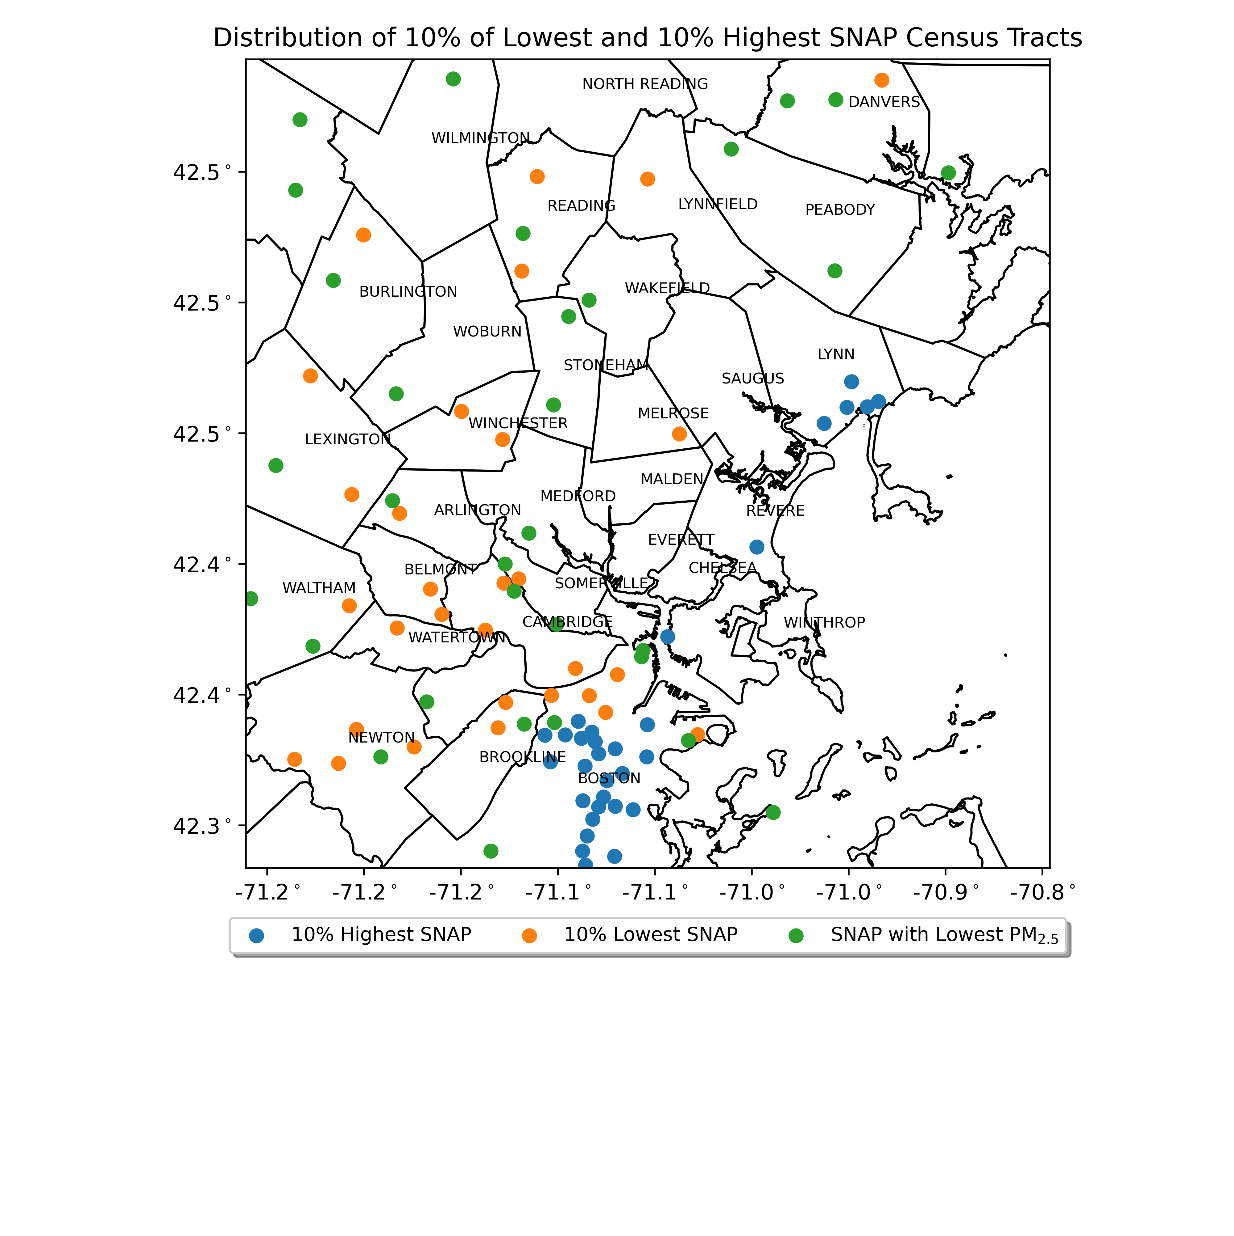 Distribution of 10% of Lowest and 10% Highest SNAP Census Tracts
NORTH READING
DANVERS
WILMINGTON
42.5°
READING
LYNNFIELD
PEABODY
BURLINGTON
WAKEFIELD
42.5°
WOBURN
STONEHAM
LYNN
SAUGUS
MELROSE
WINCHESTER
42.5°
LEXINGTON
MALDEN
MEDFORD
ARLINGTON
REVERE
EVERETT
42.4°
BELMONT
CHELSEA
WALTHAM
SOMERVILLE
CAMBRIDGE
WINTHROP
WATERTOWN
42.4°
NEWTON
BROOKLINE
BOSTON
42.3°
-71.2° -71.2° -71.2° -71.1° -71.1° -71.0° -71.0° -70.9° -70.8°
10% Highest SNAP 10% Lowest SNAP SNAP with Lowest PM2.5